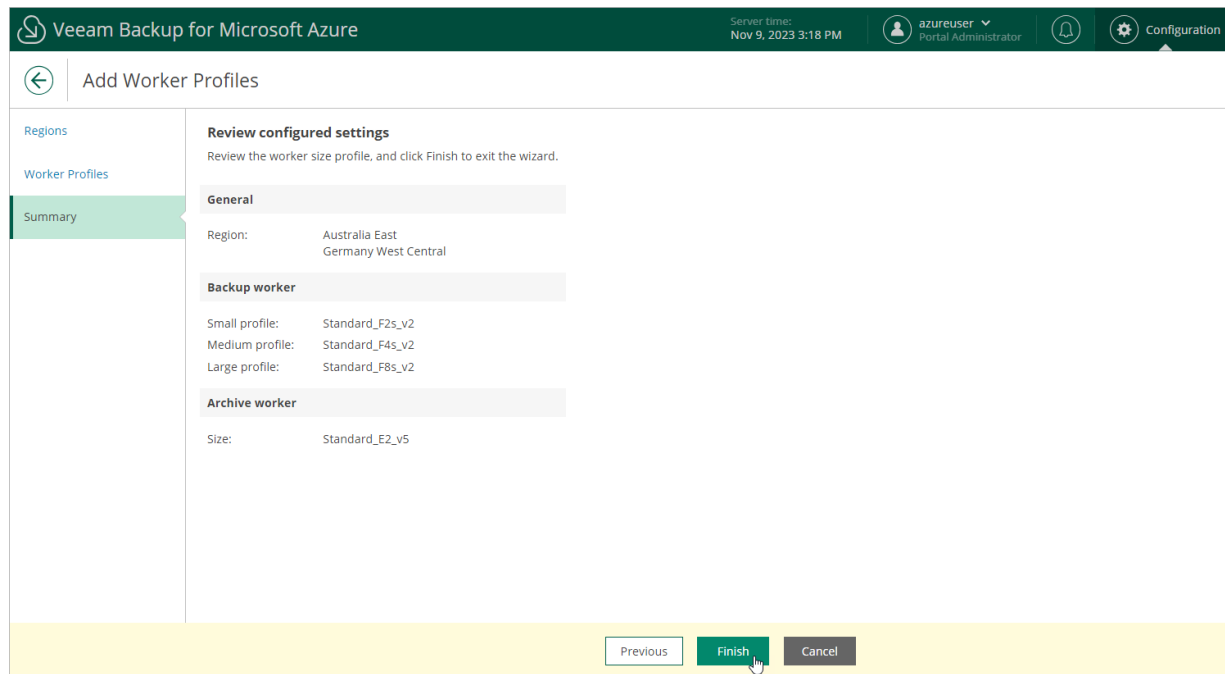 Veeam Backup for Microsoft Azure
Server time:
Nov 9, 2023 3:18 PM
azureuser
Portal Administrator
Configuration
Add Worker Profiles
Regions
Worker Profiles
Summary
Review configured settings
Review the worker size profile, and click Finish to exit the wizard.
General
Region: Australia East
Germany West Central
Backup worker
Small profile: Standard_F2s_v2
Medium profile: Standard_F4s_v2
Large profile: Standard_F8s_v2
Archive worker
Size: Standard_E2_v5
Previous Finish Cancel